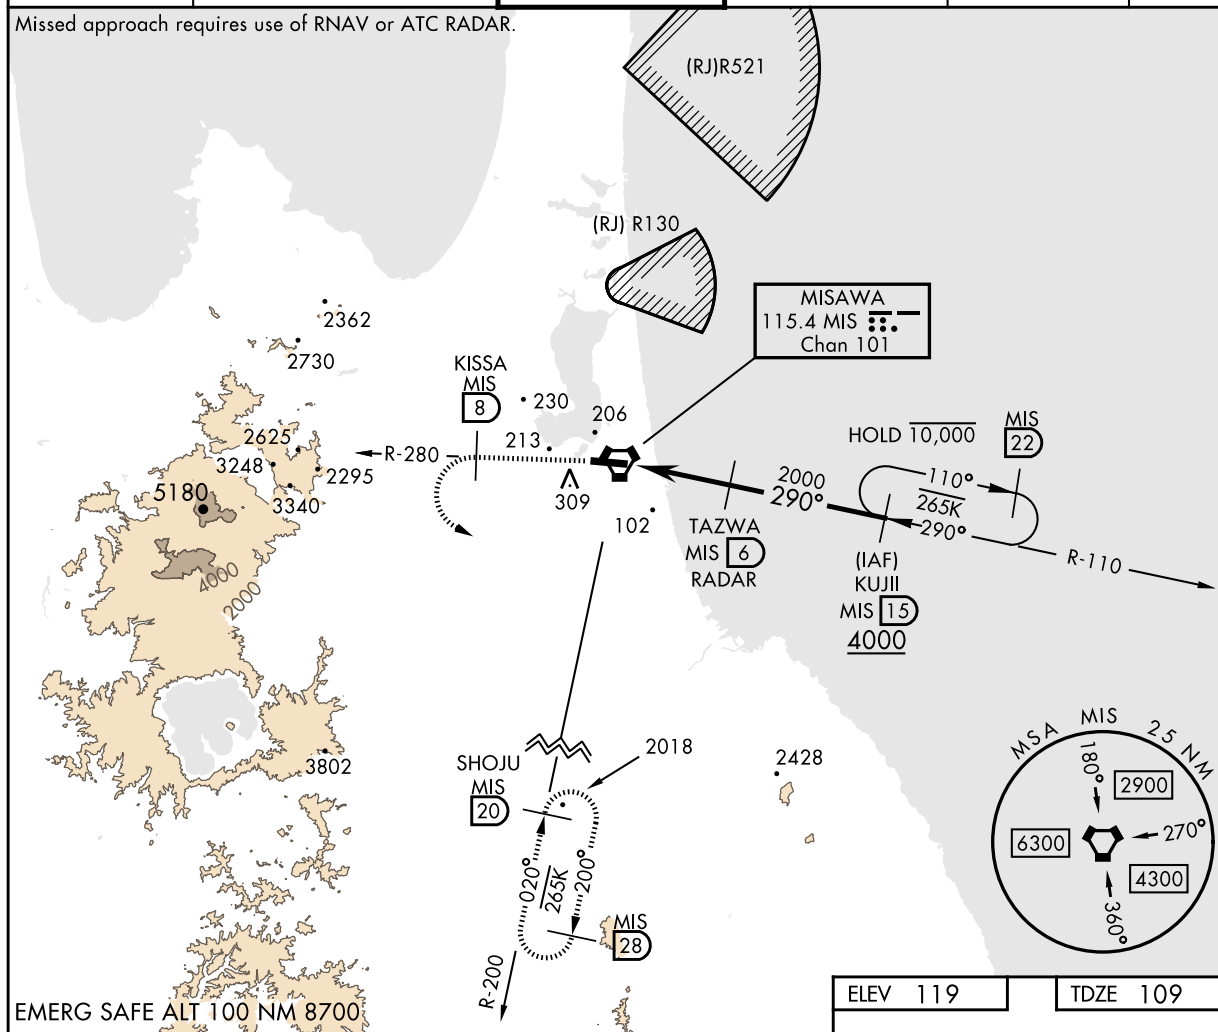 Missed approach requires use of RNAV or ATC RADAR.
(RJ)R521
(RJ) R130
MISAWA
115.4 MIS
Chan 101
2362
2730
KISSA
MIS
8
230
206
213
R-280
309
102
2625
3248
2295
3340
5180
4000
2000
HOLD 10,000
MIS
22
110°
265K
290°
2000
290°
TAZWA
MIS 6
RADAR
(IAF)
KUJII
MIS 15
4000
R-110
3802
SHOJU
MIS
20
2018
2428
020°
265K
200°
MIS
28
R-200
MSA MIS 25 NM
180°
2900
6300
270°
4300
360°
EMERG SAFE ALT 100 NM 8700
ELEV 119
TDZE 109